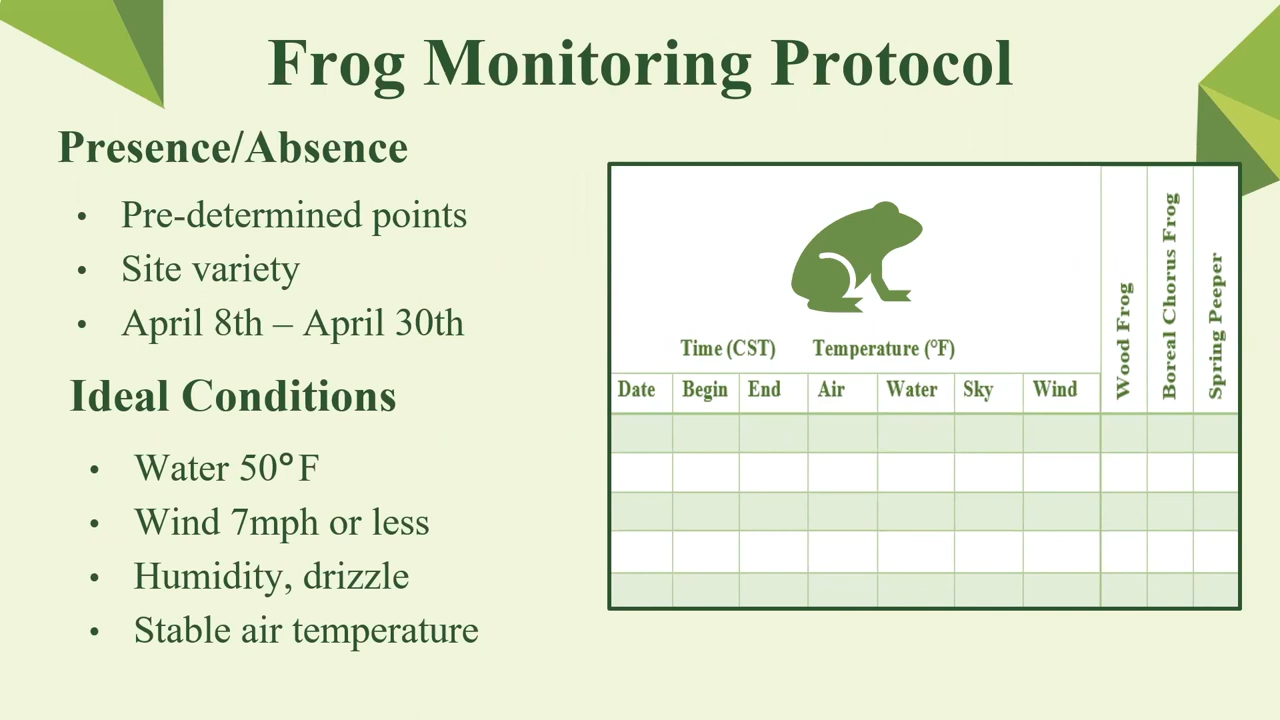 Frog Monitoring Protocol
Presence/Absence
• Pre-determined points
• Site variety
• April 8th – April 30th
Ideal Conditions
• Water 50°F
• Wind 7mph or less
• Humidity, drizzle
• Stable air temperature
Time (CST) Temperature (°F)
Date Begin End Air Water Sky Wind
Wood Frog
Boreal Chorus Frog
Spring Peeper